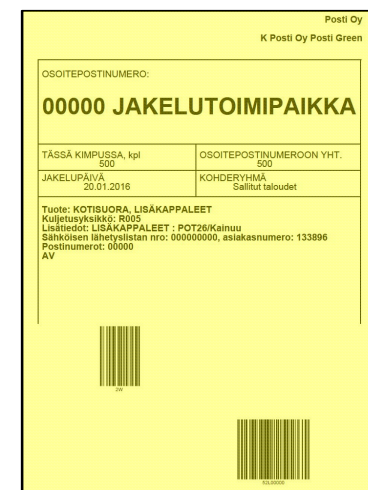 Posti Oy
K Posti Oy Posti Green
OSOITEPOSTINUMERO:
00000 JAKELUTOIMIPAIKKA
TÄSSÄ KIMPUSSA, kpl
500
OSOITEPOSTINUMEROON YHT.
500
JAKELUPÄIVÄ
20.01.2016
KOHDERYHMÄ
Sallitut taloudet
Tuote: KOTISUORA, LISÄKAPPALEET
Kuljetusyksikkö: R005
Lisätiedot: LISÄKAPPALEET : POT26/Kainuu
Sähköisen lähetyslistan nro: 000000000, asiakasnumero: 133896
Postinumerot: 00000
AV